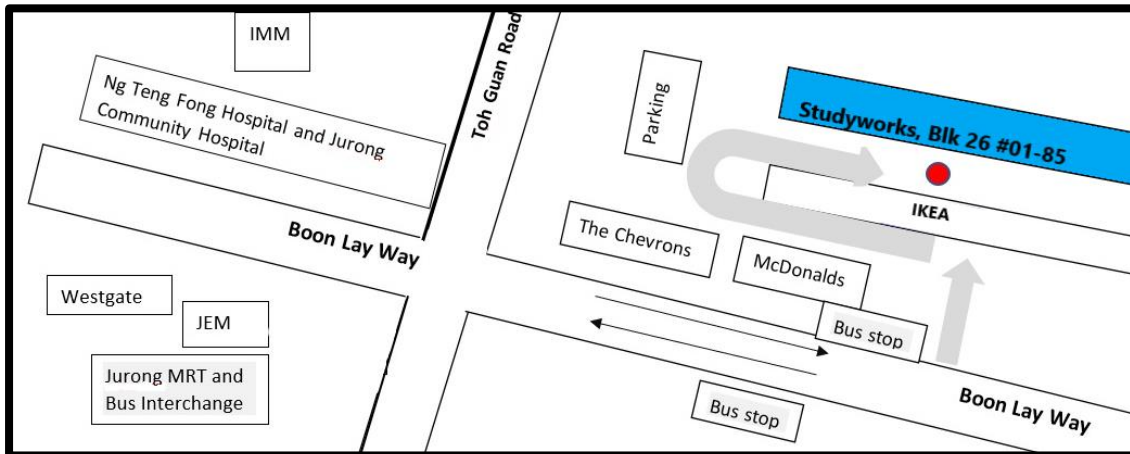 IMM
Ng Teng Fong Hospital and Jurong
Community Hospital
Toh Guan Road
Parking
Studyworks, Blk 26 #01-85
IKEA
Boon Lay Way
The Chevrons
McDonalds
Westgate
JEM
Bus stop
Jurong MRT and
Bus Interchange
Bus stop
Boon Lay Way